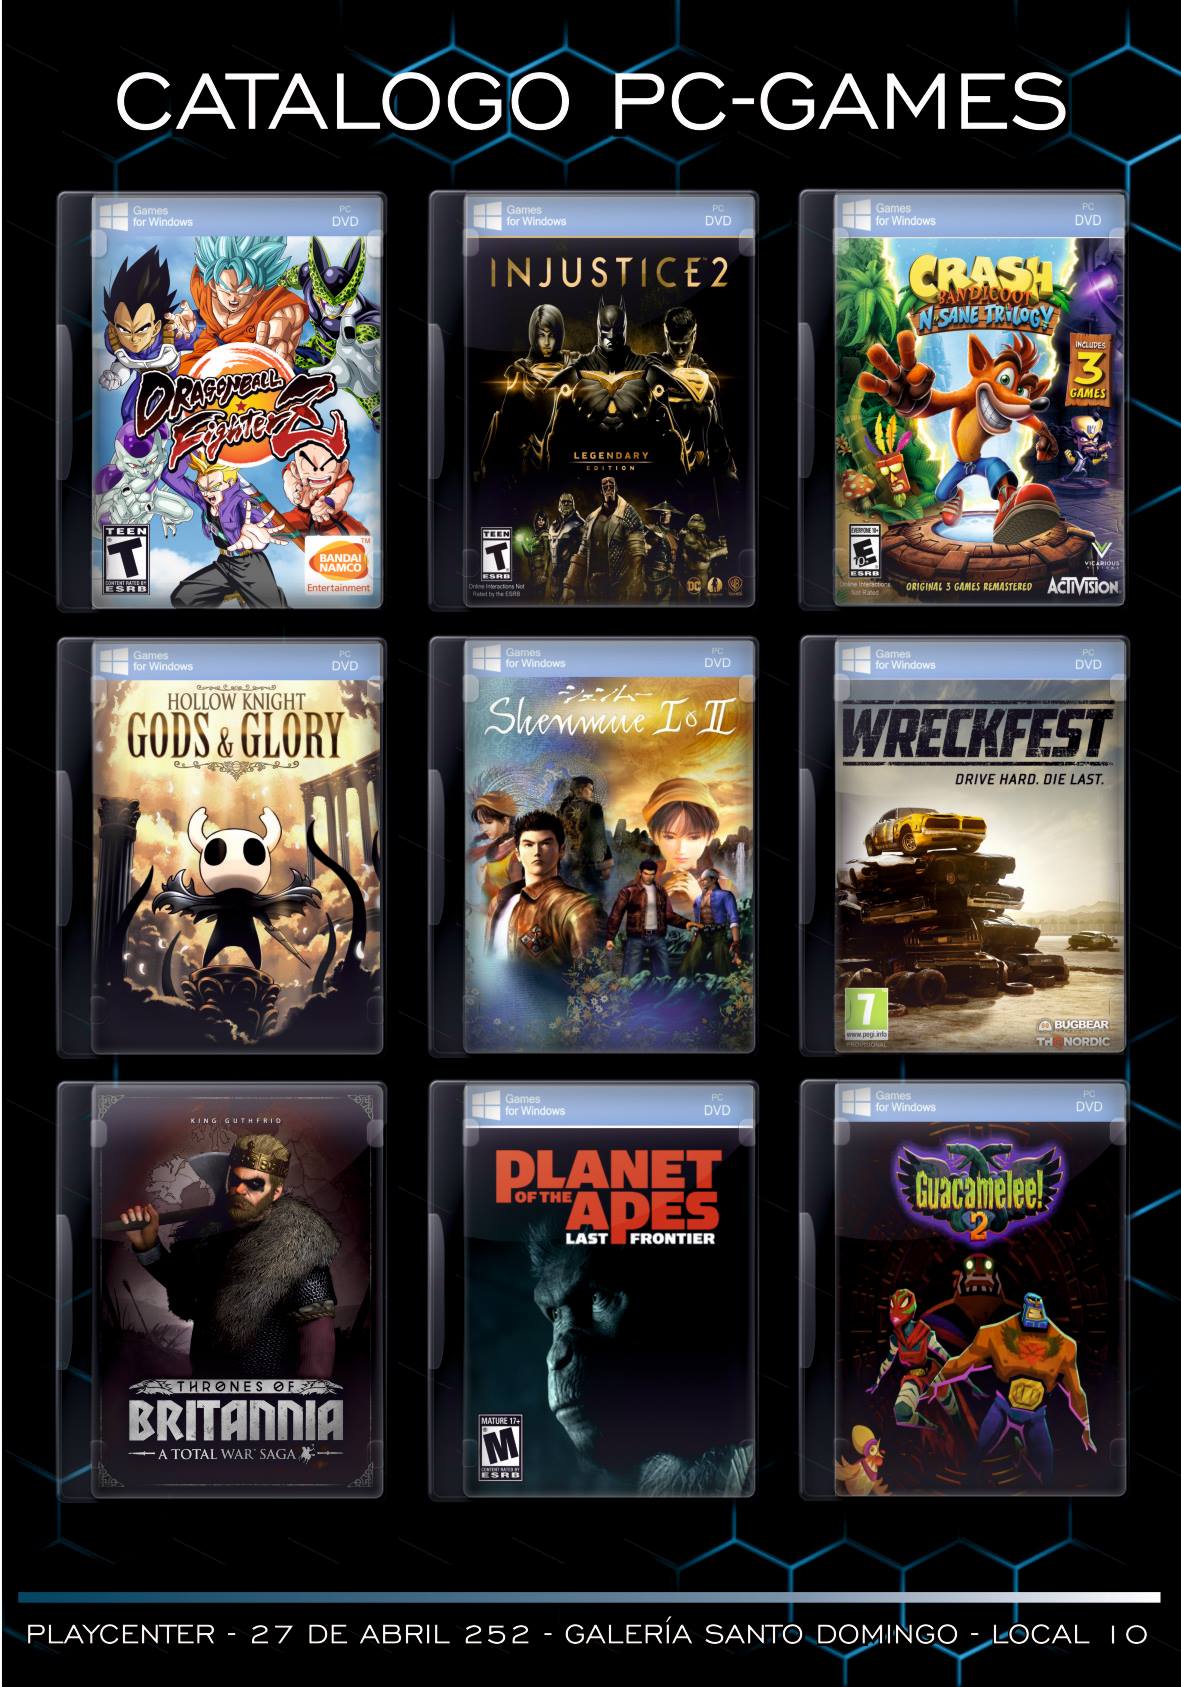 CATALOGO PC-GAMES
Games for Windows
PC DVD
DRAGONBALL
FighterZ
TEEN
T
CONTENT RATED BY
ESRB
BANDAI
NAMCO
Entertainment
TM
Games for Windows
PC DVD
INJUSTICE 2
LEGENDARY
EDITION
TEEN
T
ESRB
Online Interactions Not
Rated by the ESRB
DC
Games for Windows
PC DVD
CRASH
BANDICOOT
N. SANE TRILOGY
INCLUDES
3
GAMES
EVERYONE 10+
E
10+
ESRB
Online Interactions
Not Rated
ORIGINAL 3 GAMES REMASTERED
VICARIOUS
VISIONS
ACTIVISION
Games for Windows
PC DVD
HOLLOW KNIGHT
GODS & GLORY
Games for Windows
PC DVD
シェンムー
Shenmue I & II
Games for Windows
PC DVD
WRECKFEST
DRIVE HARD. DIE LAST.
7
www.pegi.info
PROVISIONAL
BUGBEAR
THQ NORDIC
KING GUTHFRID
THRONES OF
BRITANNIA
A TOTAL WAR SAGA
Games for Windows
PC DVD
PLANET
OF THE
APES
LAST FRONTIER
MATURE 17+
M
CONTENT RATED BY
ESRB
Games for Windows
PC DVD
Guacamelee!
2
PLAYCENTER - 27 DE ABRIL 252 - GALERÍA SANTO DOMINGO - LOCAL 10